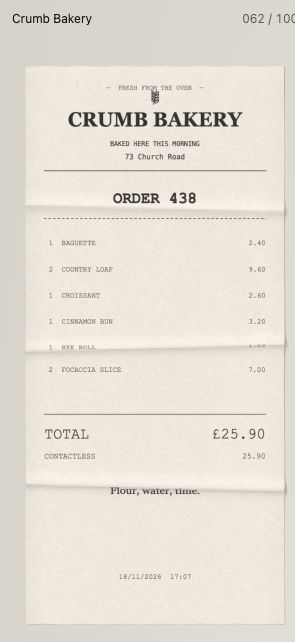 Crumb Bakery
062 / 100
— FRESH FROM THE OVEN —
CRUMB BAKERY
BAKED HERE THIS MORNING
73 Church Road
ORDER 438
1 BAGUETTE 2.40
2 COUNTRY LOAF 9.60
1 CROISSANT 2.60
1 CINNAMON BUN 3.20
1 RYE ROLL
2 FOCACCIA SLICE 7.00
TOTAL £25.90
CONTACTLESS 25.90
Flour, water, time.
18/11/2026 17:07